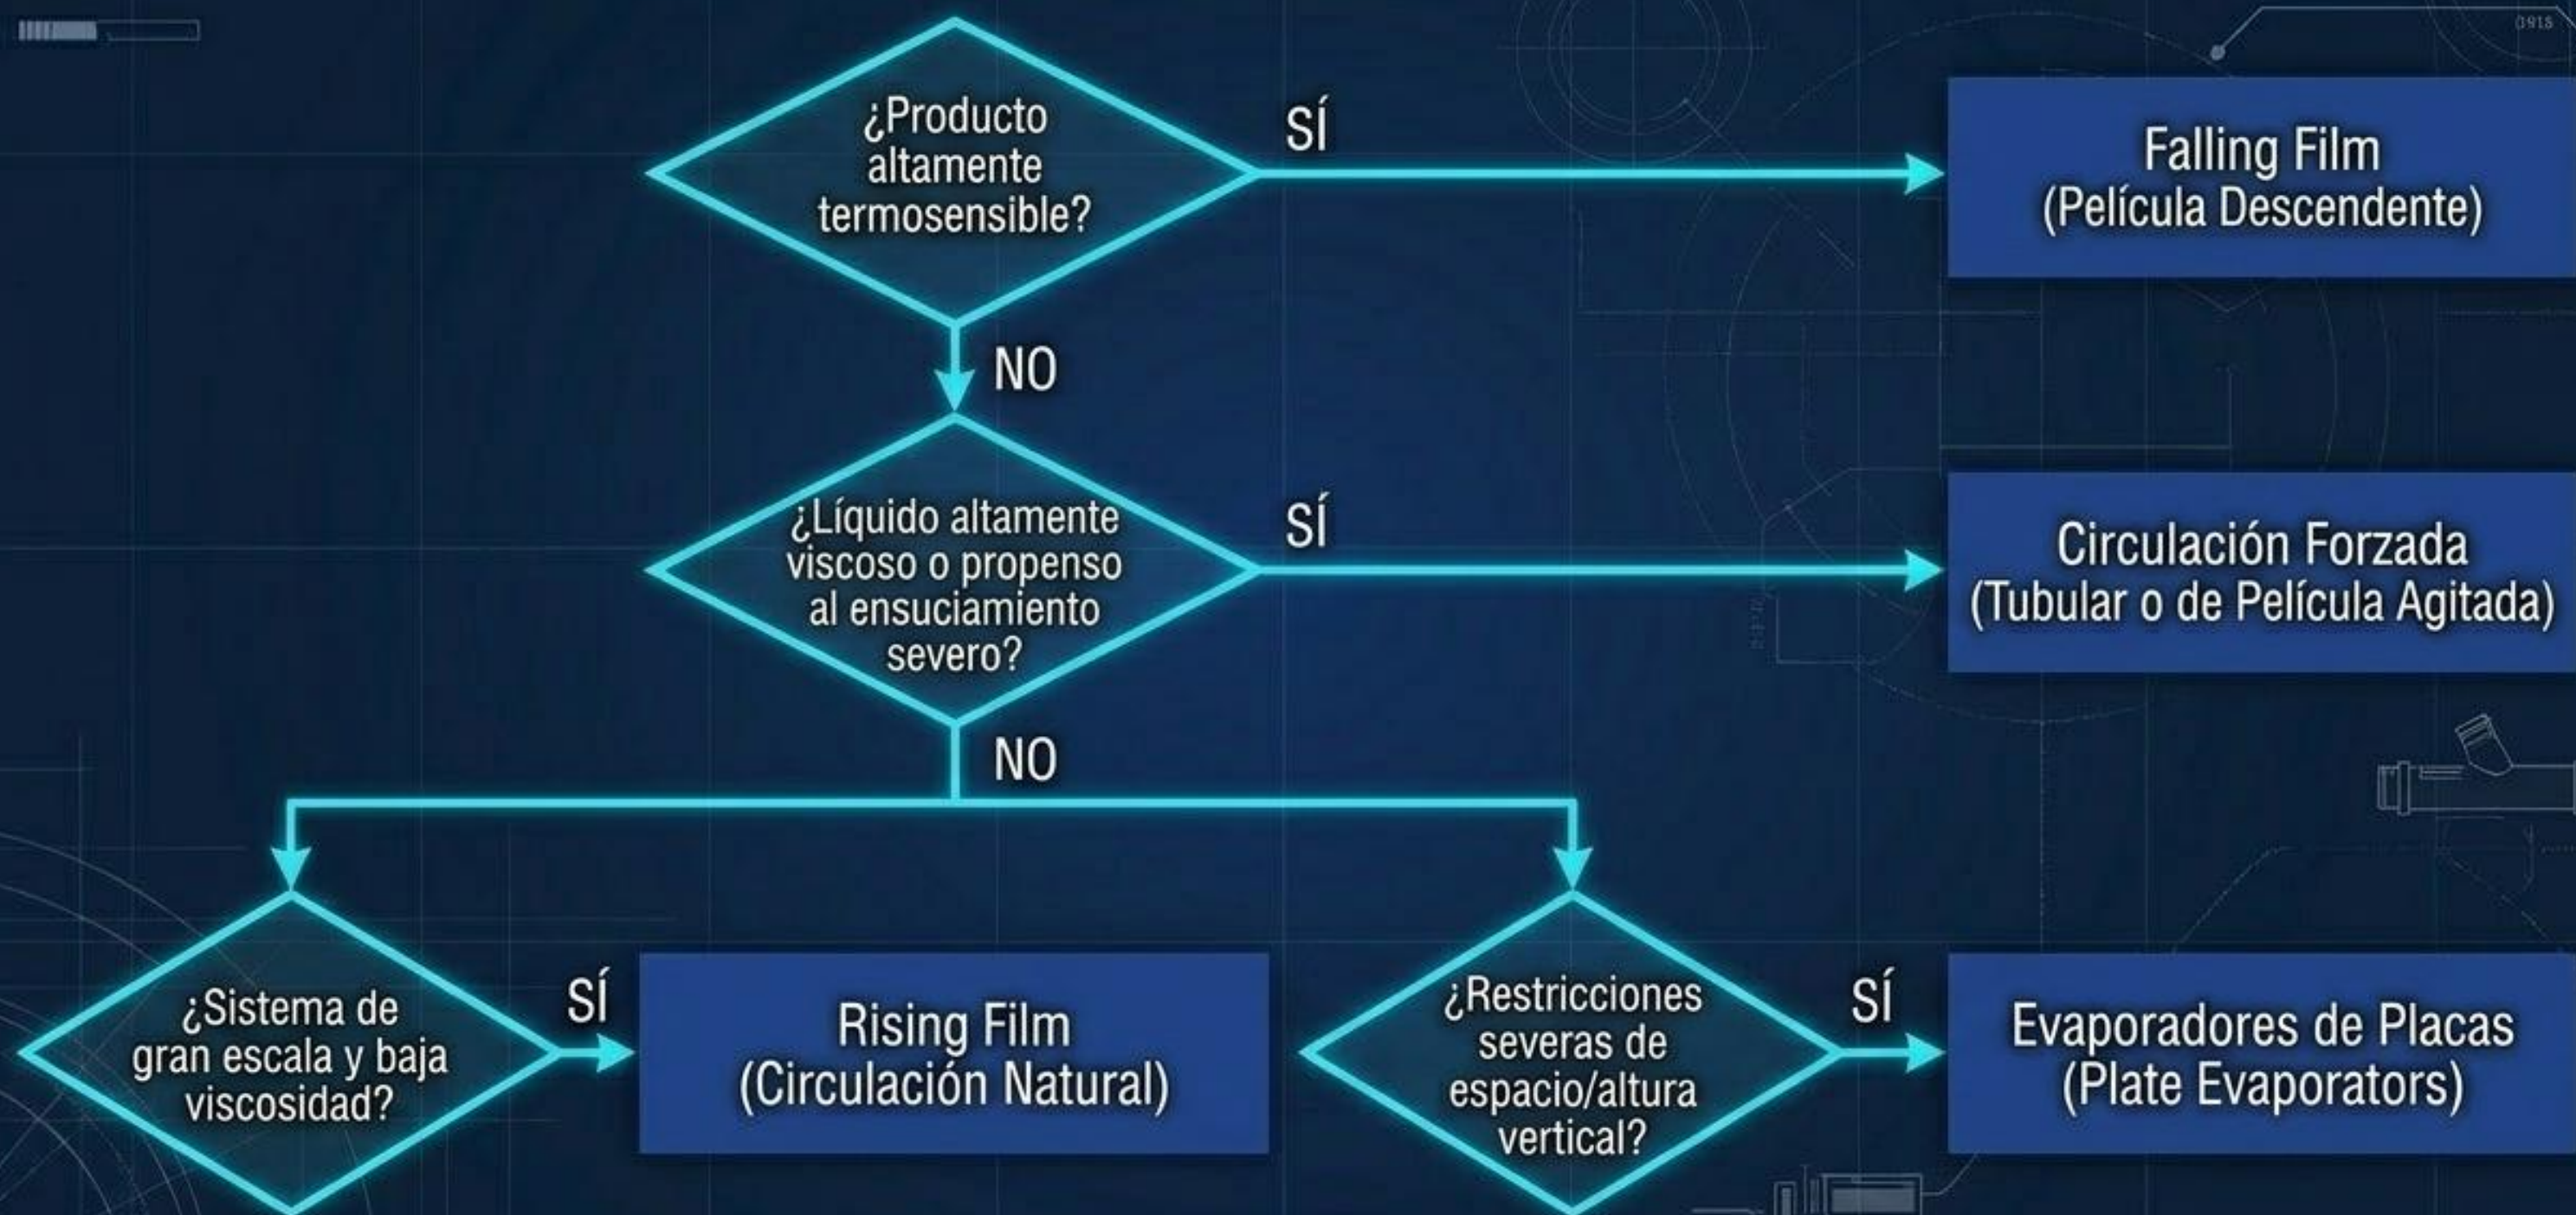 ¿Producto
altamente
termosensible?
SÍ
Falling Film
(Película Descendente)
NO
¿Líquido altamente
viscoso o propenso
al ensuciamiento
severo?
SÍ
Circulación Forzada
(Tubular o de Película Agitada)
NO
¿Sistema de
gran escala y baja
viscosidad?
SÍ
Rising Film
(Circulación Natural)
¿Restricciones
severas de
espacio/altura
vertical?
SÍ
Evaporadores de Placas
(Plate Evaporators)